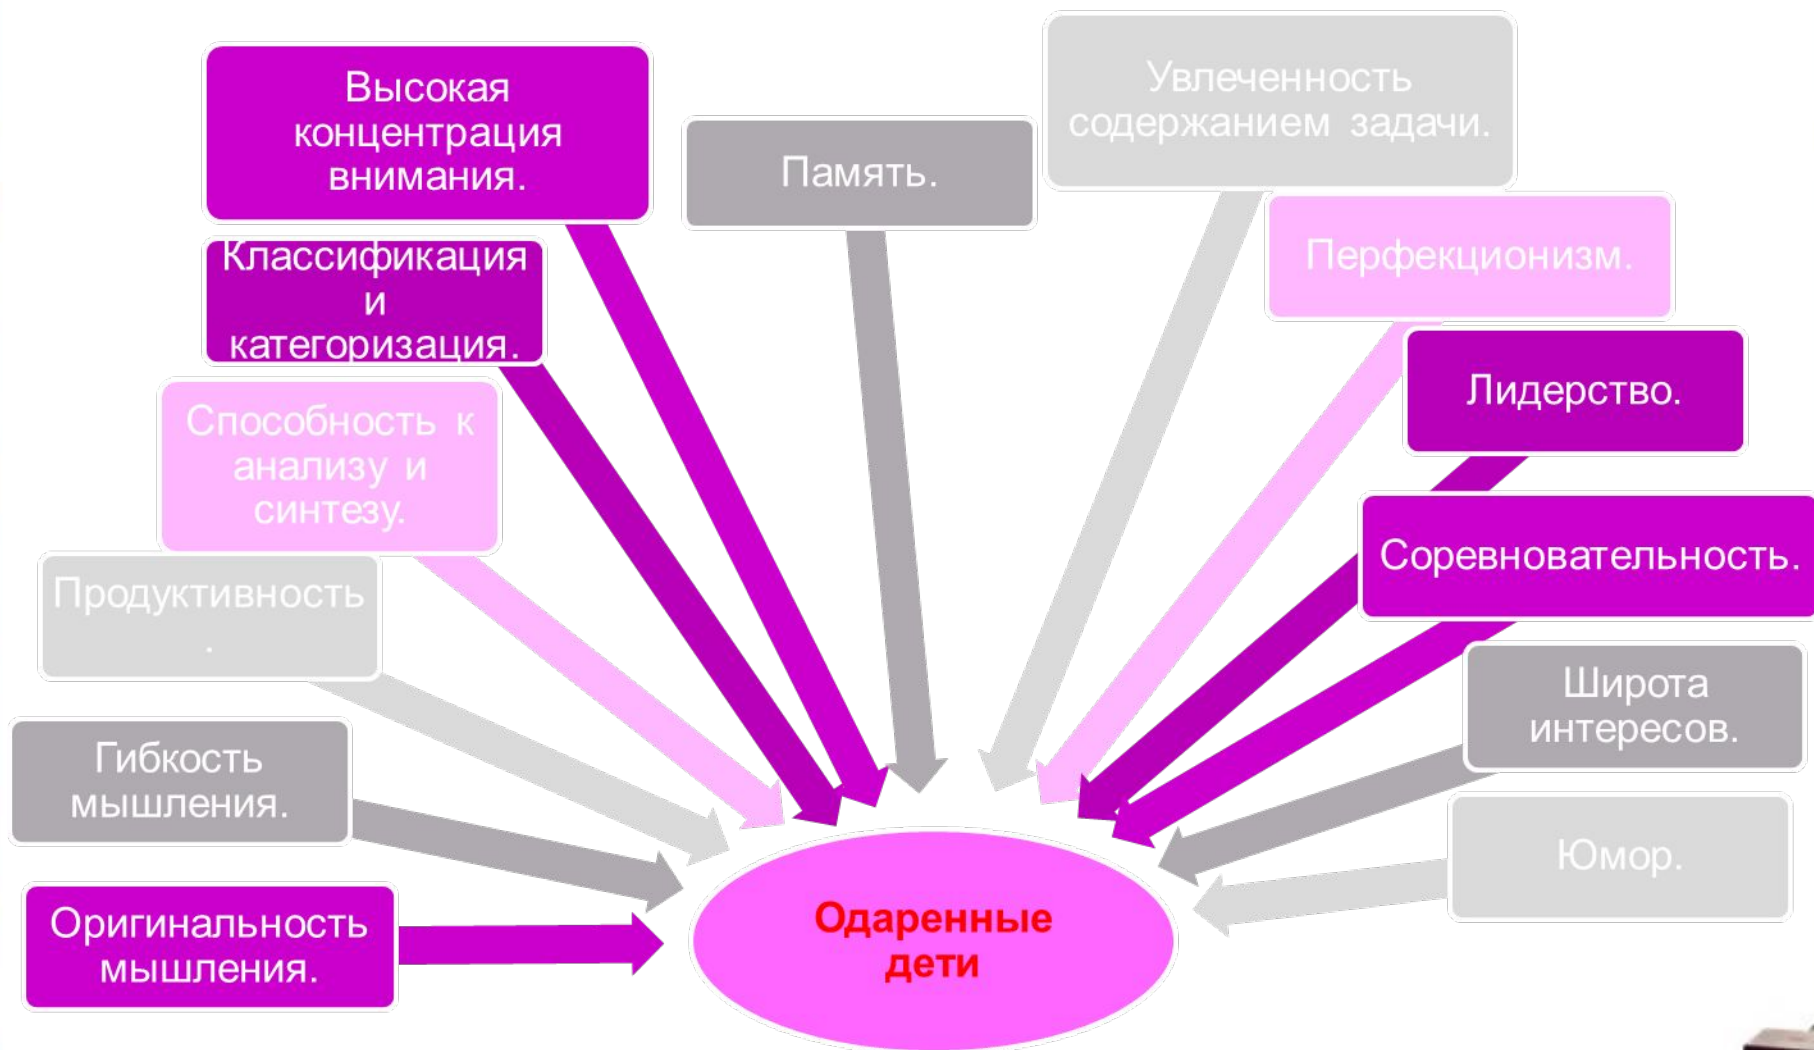 Высокая
концентрация
внимания.
Память.
Увлеченность
содержанием задачи.
Классификация
и
категоризация.
Перфекционизм.
Способность к
анализу и
синтезу.
Лидерство.
Продуктивность
.
Соревновательность.
Гибкость
мышления.
Широта
интересов.
Оригинальность
мышления.
Юмор.
Одаренные
дети